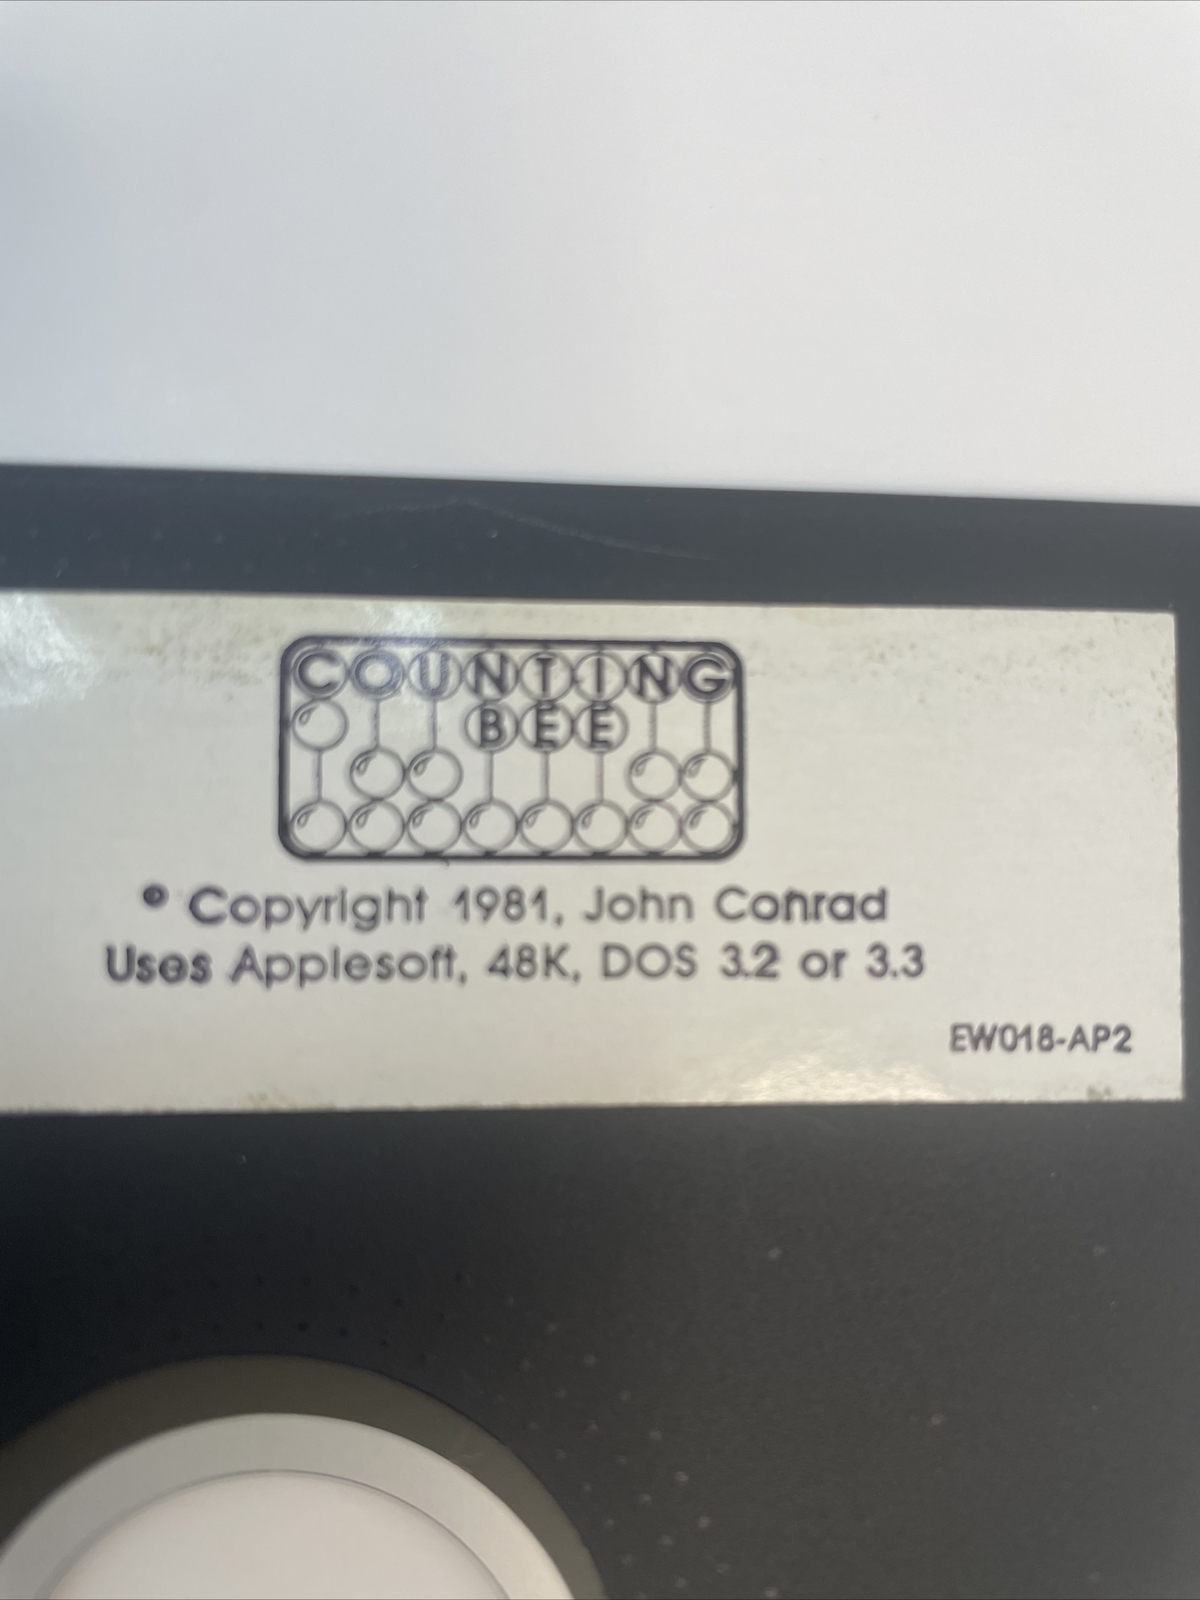 COUNTING
BEE
© Copyright 1981, John Conrad
Uses Applesoft, 48K, DOS 3.2 or 3.3
EW018-AP2